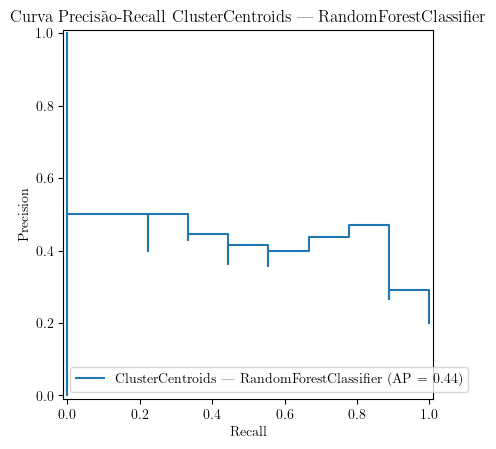 Curva Precisão-Recall ClusterCentroids — RandomForestClassifier
1.0
0.8
0.6
0.4
0.2
0.0
Precision
ClusterCentroids — RandomForestClassifier (AP = 0.44)
0.0 0.2 0.4 0.6 0.8 1.0
Recall